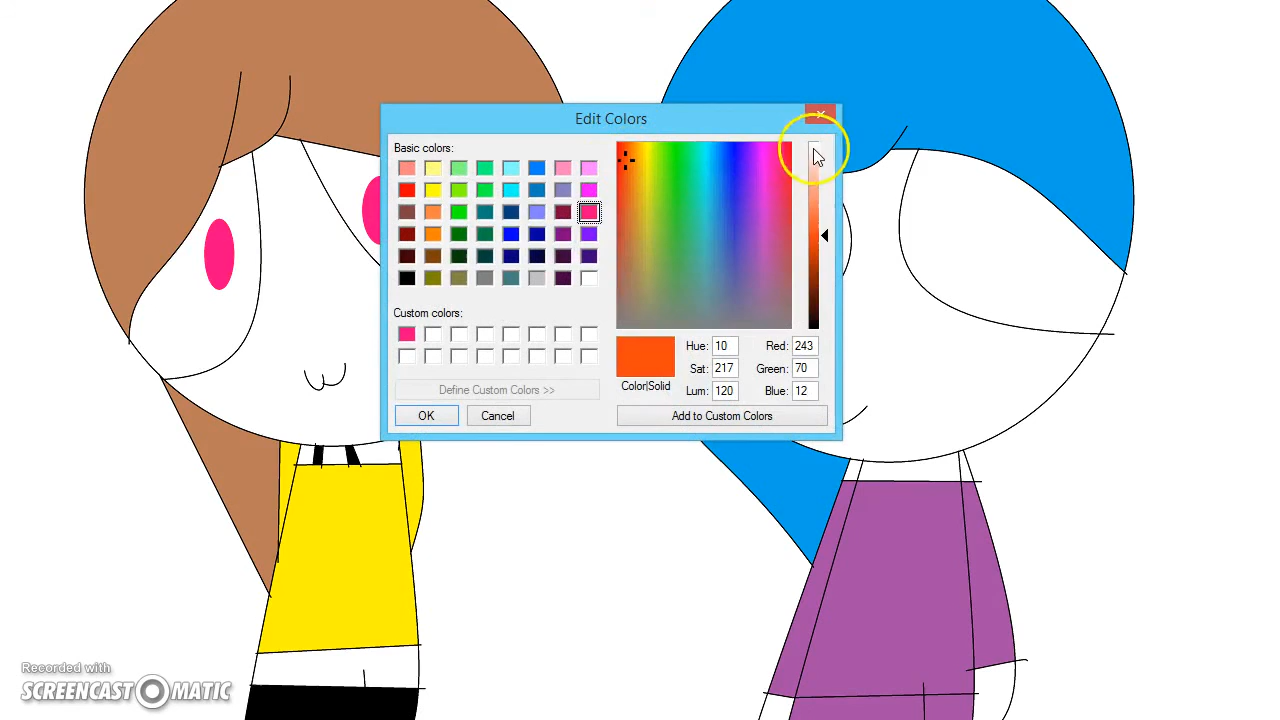 Edit Colors
Basic colors:
Custom colors:
Define Custom Colors >>
OK
Cancel
Color|Solid
Hue: 10
Sat: 217
Lum: 120
Red: 243
Green: 70
Blue: 12
Add to Custom Colors
Recorded with
SCREENCAST-O-MATIC